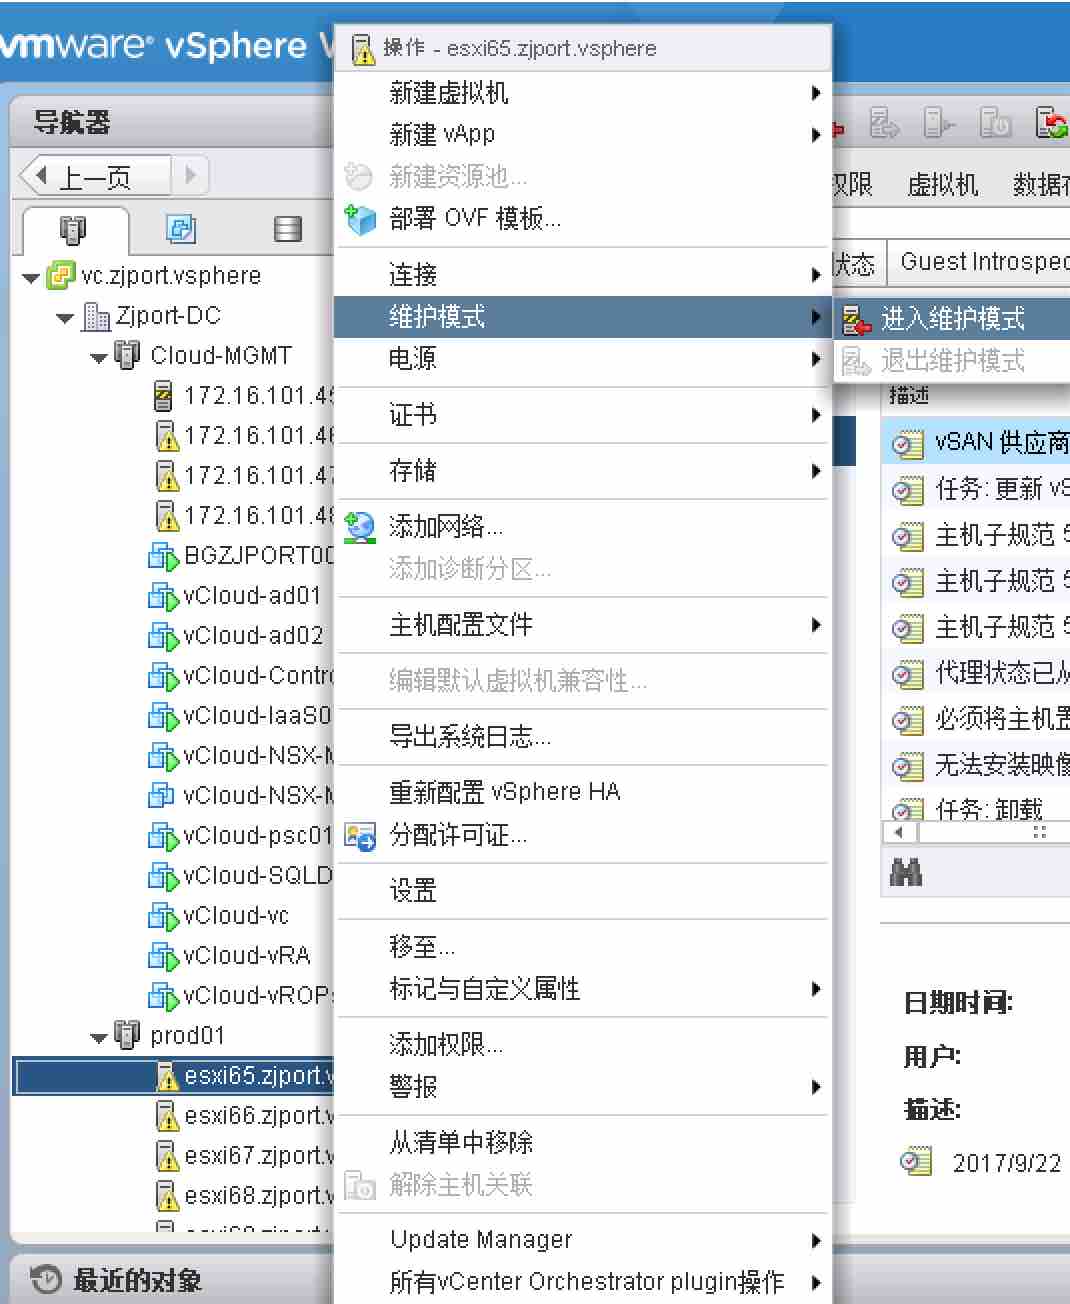 vmware vSphere W
操作 - esxi65.zjport.vsphere
新建虚拟机
新建 vApp
新建资源池...
部署 OVF 模板...
连接
维护模式
电源
证书
存储
添加网络...
添加诊断分区...
主机配置文件
编辑默认虚拟机兼容性...
导出系统日志...
重新配置 vSphere HA
分配许可证...
设置
移至...
标记与自定义属性
添加权限...
警报
从清单中移除
解除主机关联
Update Manager
所有vCenter Orchestrator plugin操作
进入维护模式
退出维护模式
导航器
上一页
vc.zjport.vsphere
Zjport-DC
Cloud-MGMT
172.16.101.45
172.16.101.46
172.16.101.47
172.16.101.48
BGZJPORT00
vCloud-ad01
vCloud-ad02
vCloud-Contro
vCloud-IaaS0
vCloud-NSX-M
vCloud-NSX-M
vCloud-psc01
vCloud-SQLD
vCloud-vc
vCloud-vRA
vCloud-vROPs
prod01
esxi65.zjport.v
esxi66.zjport.v
esxi67.zjport.v
esxi68.zjport.v
最近的对象
权限 虚拟机 数据存
状态 Guest Introspec
描述
vSAN 供应商
任务: 更新 vS
主机子规范 5
主机子规范 5
主机子规范 5
代理状态已从
必须将主机置
无法安装映像
任务: 卸载
日期时间:
用户:
描述:
2017/9/22